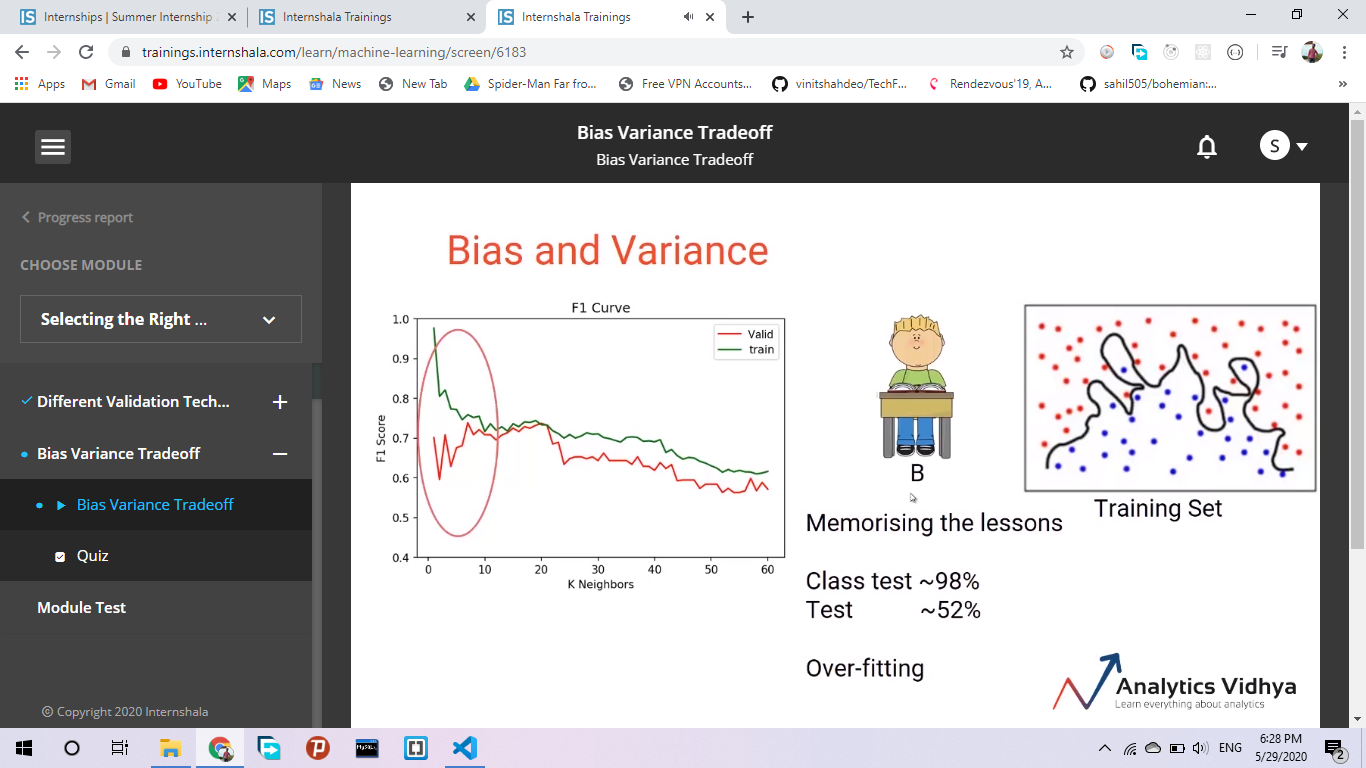 Internships | Summer Internship
Internshala Trainings
Internshala Trainings
trainings.internshala.com/learn/machine-learning/screen/6183
Apps
Gmail
YouTube
Maps
News
New Tab
Spider-Man Far fro...
Free VPN Accounts...
vinitshahdeo/TechF...
Rendezvous'19, A...
sahil505/bohemian:...
»
Bias Variance Tradeoff
Bias Variance Tradeoff
S
Progress report
CHOOSE MODULE
Selecting the Right ...
Different Validation Tech...
Bias Variance Tradeoff
Bias Variance Tradeoff
Quiz
Module Test
© Copyright 2020 Internshala
Bias and Variance
F1 Curve
Valid
train
1.0
0.9
0.8
0.7
0.6
0.5
0.4
F1 Score
0 10 20 30 40 50 60
K Neighbors
B
Memorising the lessons
Class test ~98%
Test ~52%
Over-fitting
Training Set
Analytics Vidhya
Learn everything about analytics
MySQL
ENG
6:28 PM
5/29/2020
2